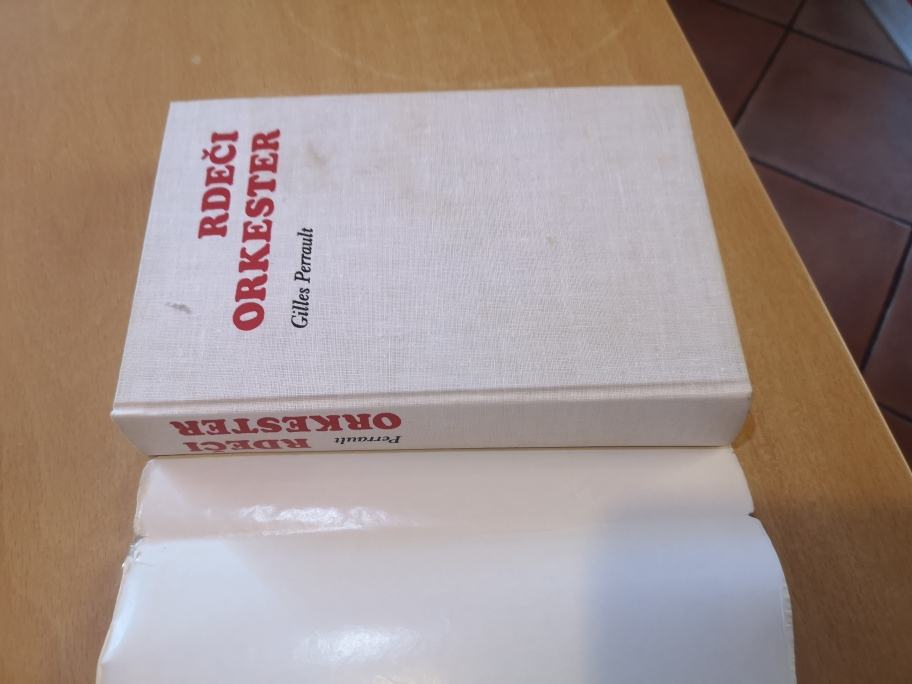 RDEČI
ORKESTER
Gilles Perrault
Perrault
RDEČI
ORKESTER